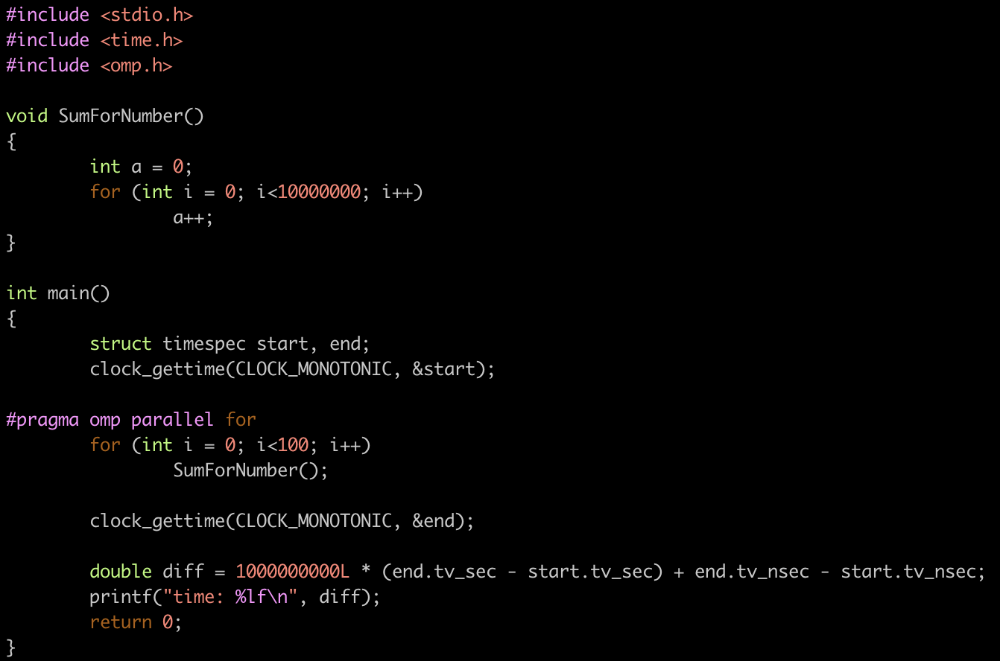 #include <stdio.h>
#include <time.h>
#include <omp.h>

void SumForNumber()
{
        int a = 0;
        for (int i = 0; i<10000000; i++)
                a++;
}

int main()
{
        struct timespec start, end;
        clock_gettime(CLOCK_MONOTONIC, &start);

#pragma omp parallel for
        for (int i = 0; i<100; i++)
                SumForNumber();

        clock_gettime(CLOCK_MONOTONIC, &end);

        double diff = 1000000000L * (end.tv_sec - start.tv_sec) + end.tv_nsec - start.tv_nsec;
        printf("time: %lf\n", diff);
        return 0;
}